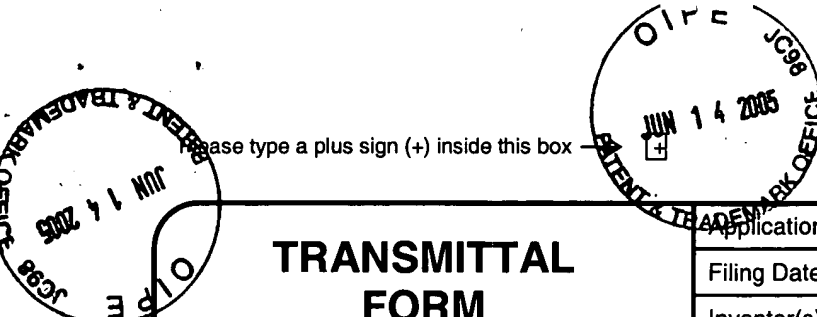 OIPE JC98
JUN 14 2005
PATENT & TRADEMARK OFFICE
OIPE JC98
JUN 14 2005
PATENT & TRADEMARK OFFICE
type a plus sign (+) inside this box → +
TRANSMITTAL
FORM
Application
Filing Date
Inventor(s)